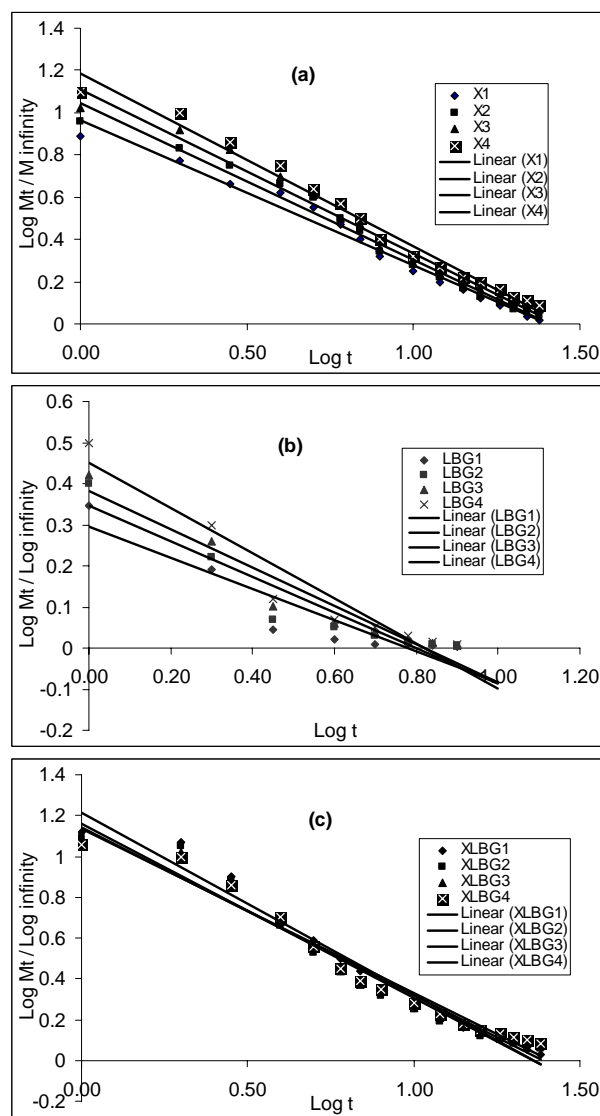 (a)
Log Mt / M infinity
1.4
1.2
1
0.8
0.6
0.4
0.2
0
0.00
0.50
1.00
1.50
Log t
X1
X2
X3
X4
Linear (X1)
Linear (X2)
Linear (X3)
Linear (X4)
(b)
Log Mt / Log infinity
0.6
0.5
0.4
0.3
0.2
0.1
0
-0.1
-0.2
0.00
0.20
0.40
0.60
0.80
1.00
1.20
Log t
LBG1
LBG2
LBG3
LBG4
Linear (LBG1)
Linear (LBG2)
Linear (LBG3)
Linear (LBG4)
(c)
Log Mt / Log infinity
1.4
1.2
1
0.8
0.6
0.4
0.2
0
-0.2
0.00
0.50
1.00
1.50
Log t
XLBG1
XLBG2
XLBG3
XLBG4
Linear (XLBG1)
Linear (XLBG2)
Linear (XLBG3)
Linear (XLBG4)